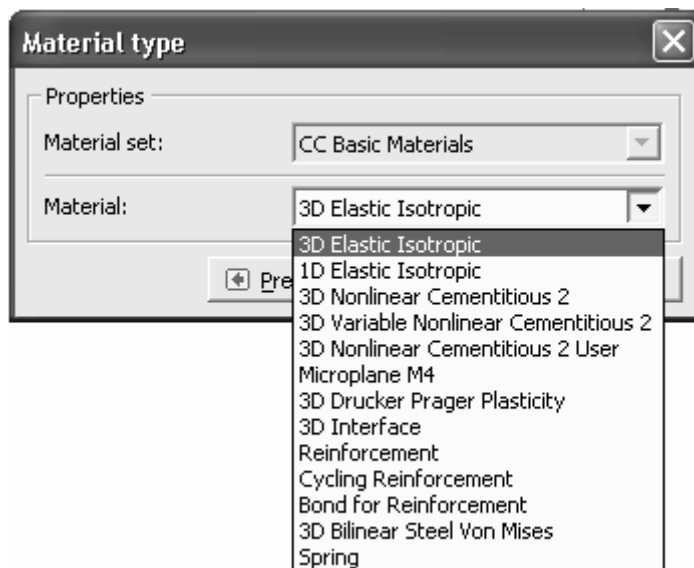 Material type
Properties
Material set:
CC Basic Materials
Material:
3D Elastic Isotropic
3D Elastic Isotropic
1D Elastic Isotropic
3D Nonlinear Cementitious 2
3D Variable Nonlinear Cementitious 2
3D Nonlinear Cementitious 2 User
Microplane M4
3D Drucker Prager Plasticity
3D Interface
Reinforcement
Cycling Reinforcement
Bond for Reinforcement
3D Bilinear Steel Von Mises
Spring
Pre